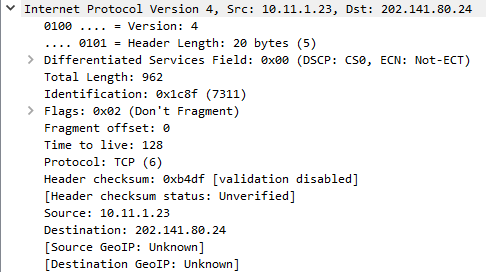 Internet Protocol Version 4, Src: 10.11.1.23, Dst: 202.141.80.24
0100 .... = Version: 4
.... 0101 = Header Length: 20 bytes (5)
Differentiated Services Field: 0x00 (DSCP: CS0, ECN: Not-ECT)
Total Length: 962
Identification: 0x1c8f (7311)
Flags: 0x02 (Don't Fragment)
Fragment offset: 0
Time to live: 128
Protocol: TCP (6)
Header checksum: 0xb4df [validation disabled]
[Header checksum status: Unverified]
Source: 10.11.1.23
Destination: 202.141.80.24
[Source GeoIP: Unknown]
[Destination GeoIP: Unknown]